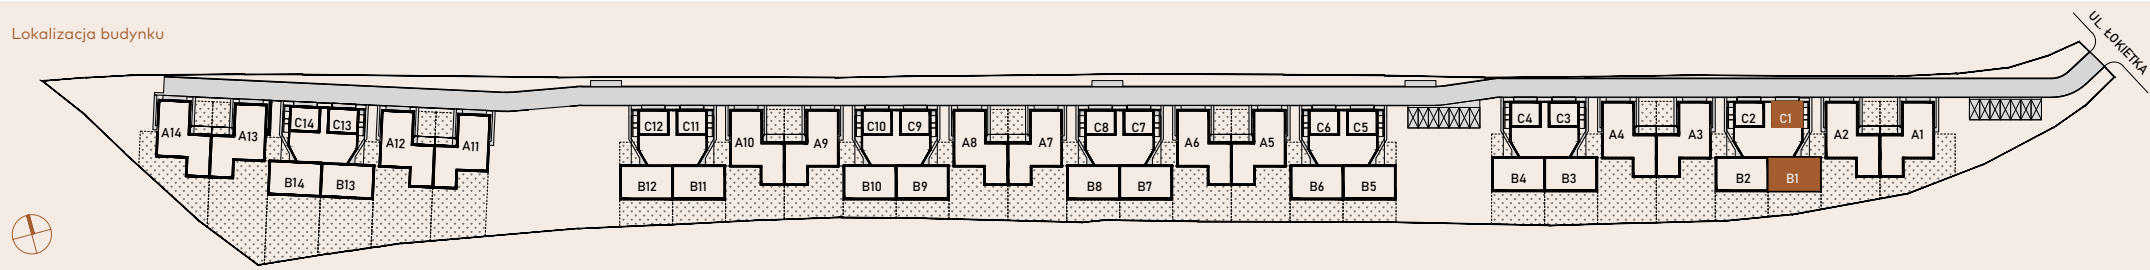 Lokalizacja budynku
UL. ŁOKIETKA
A14
A13
C14
C13
A12
A11
B14
B13
C12
C11
A10
A9
C10
C9
A8
A7
C8
C7
A6
A5
C6
C5
B12
B11
B10
B9
B8
B7
B6
B5
C4
C3
A4
A3
C2
C1
A2
A1
B4
B3
B2
B1